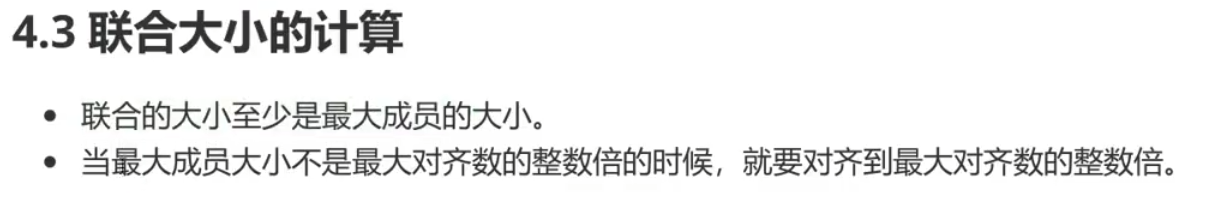 4.3 联合大小的计算
联合的大小至少是最大成员的大小。
当最大成员大小不是最大对齐数的整数倍的时候，就要对齐到最大对齐数的整数倍。